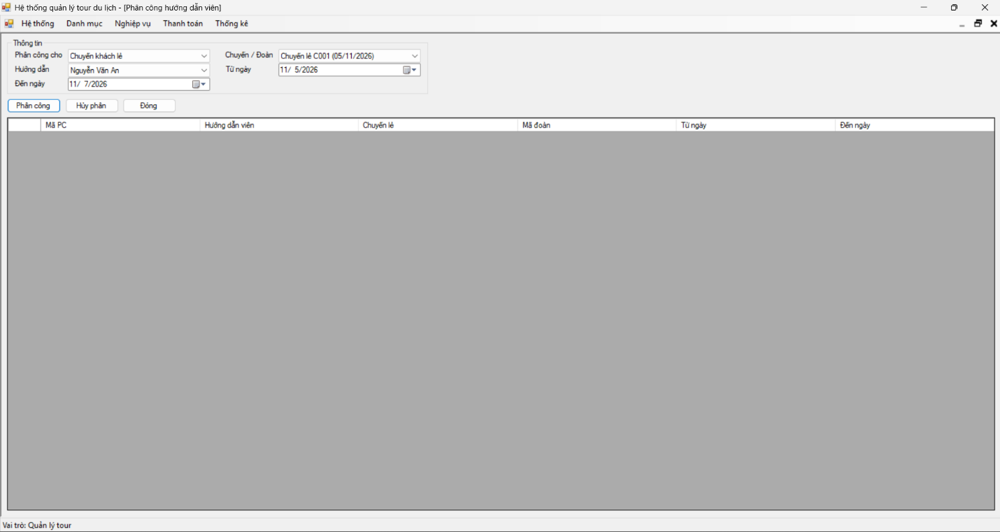 Hệ thống quản lý tour du lịch - [Phân công hướng dẫn viên]
Hệ thống Danh mục Nghiệp vụ Thanh toán Thống kê
Thông tin
Phân công cho Chuyến khách lẻ Chuyến / Đoàn Chuyến lẻ C001 (05/11/2026)
Hướng dẫn Nguyễn Văn An Từ ngày 11/ 5/2026
Đến ngày 11/ 7/2026
Phân công Hủy phân Đóng
Mã PC Hướng dẫn viên Chuyến lẻ Mã đoàn Từ ngày Đến ngày
Vai trò: Quản lý tour